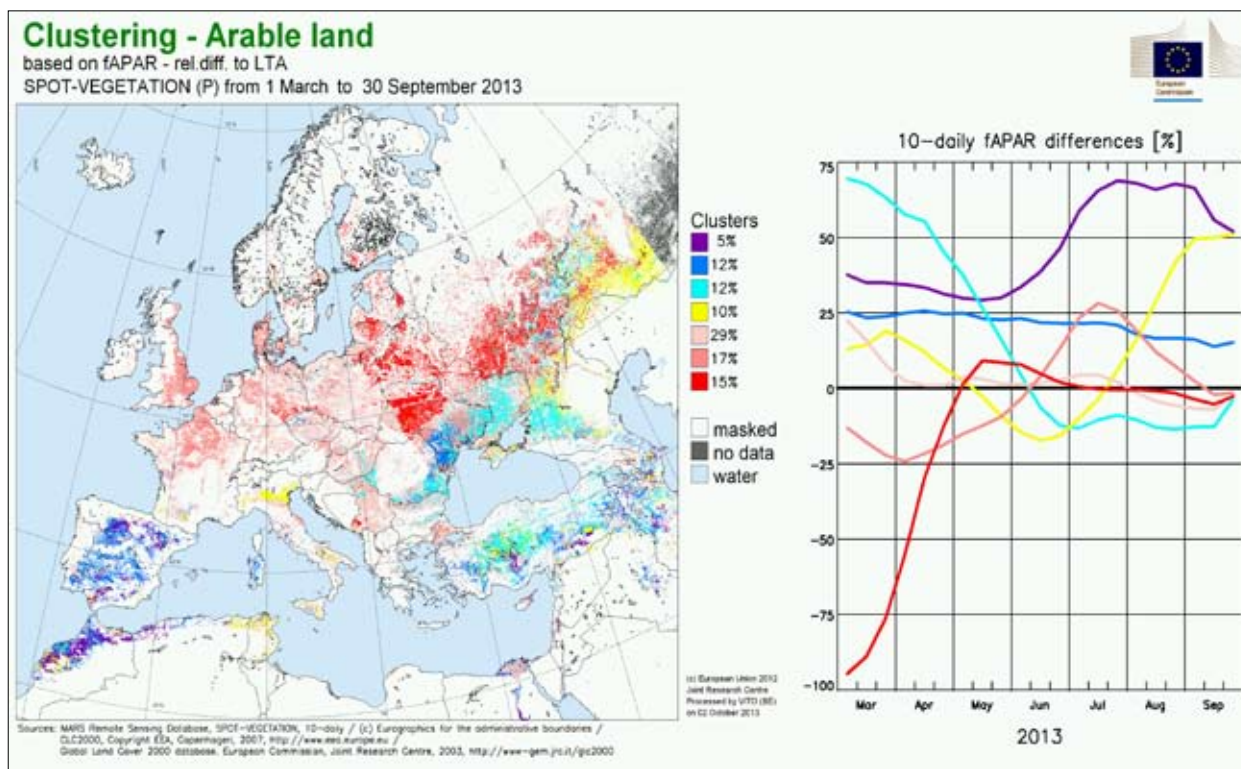 Clustering - Arable land
based on fAPAR - rel.diff. to LTA
SPOT-VEGETATION (P) from 1 March to 30 September 2013
European
Commission
10-daily fAPAR differences [%]
Clusters
5%
12%
12%
10%
29%
17%
15%
masked
no data
water
75
50
25
0
-25
-50
-75
-100
Mar Apr May Jun Jul Aug Sep
2013
(c) European Union 2012
Joint Research Centre
Processed by VITO (BE)
on 02 October 2013
Sources: MARS Remote Sensing Database, SPOT-VEGETATION, 10-daily / (c) Eurographics for the administrative boundaries /
CLC2000, Copyright EEA, Copenhagen, 2007, http://www.eea.europe.eu /
Global Land Cover 2000 database. European Commission, Joint Research Centre, 2003, http://www-gem.jrc.it/glc2000